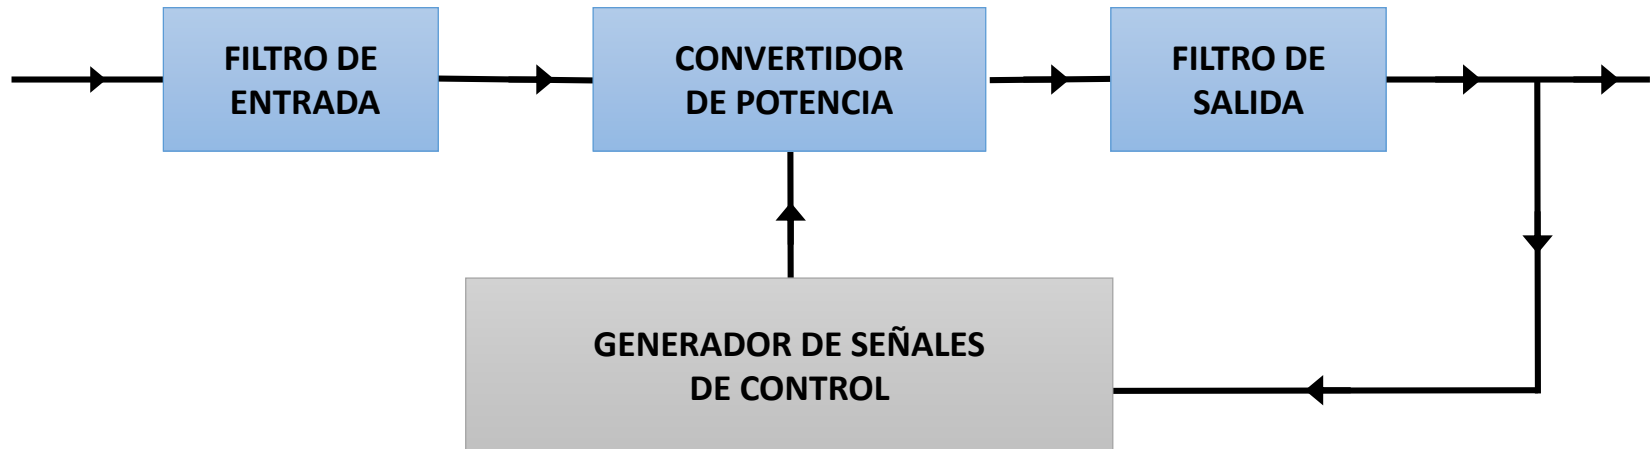 FILTRO DE
ENTRADA
CONVERTIDOR
DE POTENCIA
FILTRO DE
SALIDA
GENERADOR DE SEÑALES
DE CONTROL